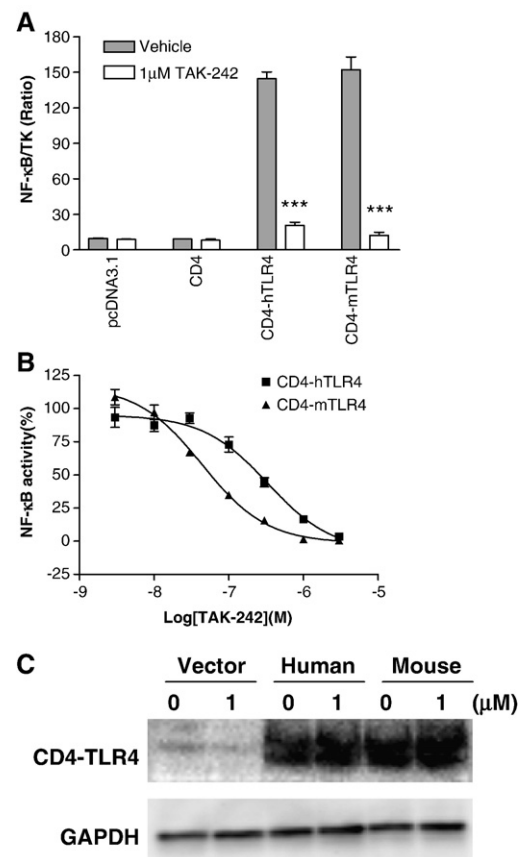 A
Vehicle
1μM TAK-242
NF-κB/TK (Ratio)
180
150
120
90
60
30
0
***
***
pcDNA3.1
CD4
CD4-hTLR4
CD4-mTLR4
B
CD4-hTLR4
CD4-mTLR4
NF-κB activity(%)
125
100
75
50
25
0
-25
-9 -8 -7 -6 -5
Log[TAK-242](M)
C
Vector Human Mouse
0 1 0 1 0 1 (μM)
CD4-TLR4
GAPDH